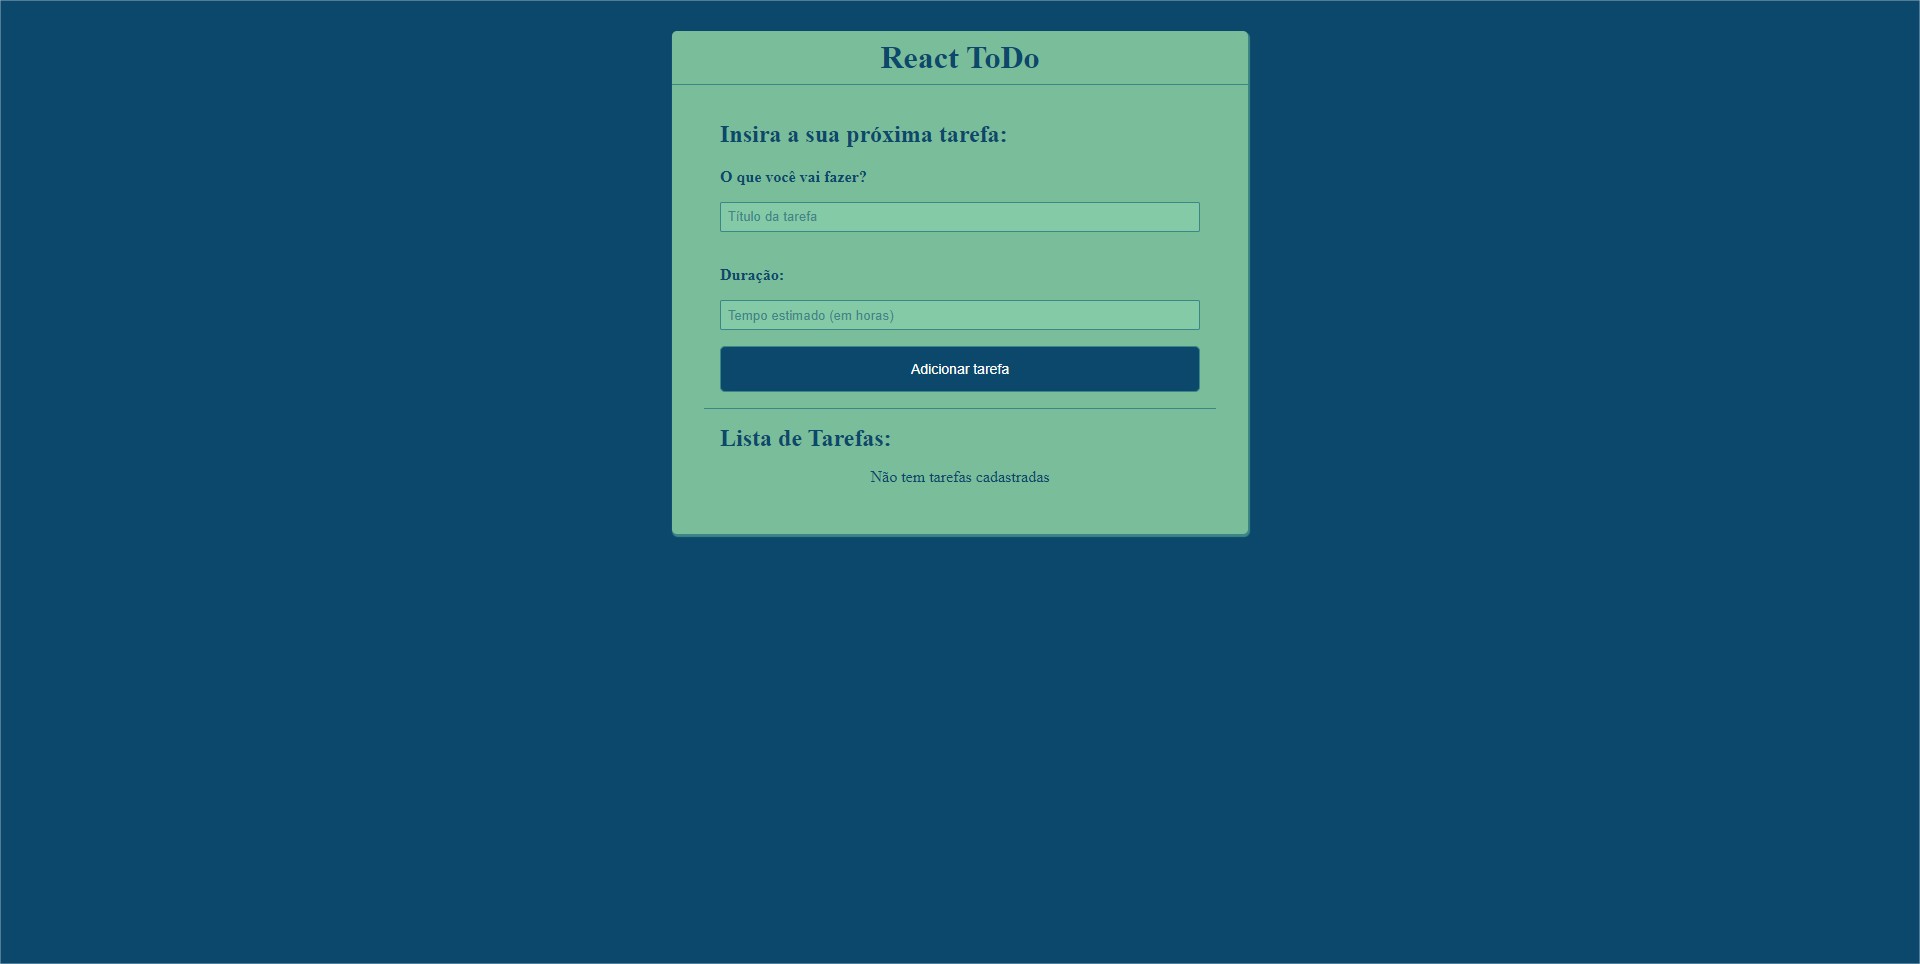 React ToDo
Insira a sua próxima tarefa:
O que você vai fazer?
Título da tarefa
Duração:
Tempo estimado (em horas)
Adicionar tarefa
Lista de Tarefas:
Não tem tarefas cadastradas